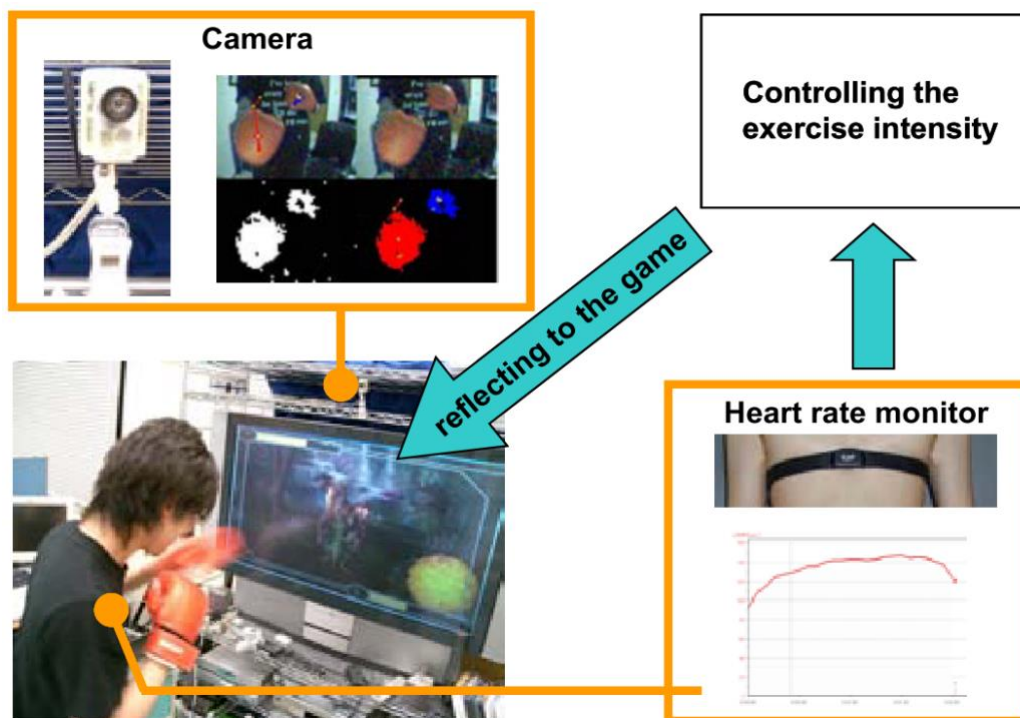 Camera
Controlling the
exercise intensity
reflecting to the game
Heart rate monitor